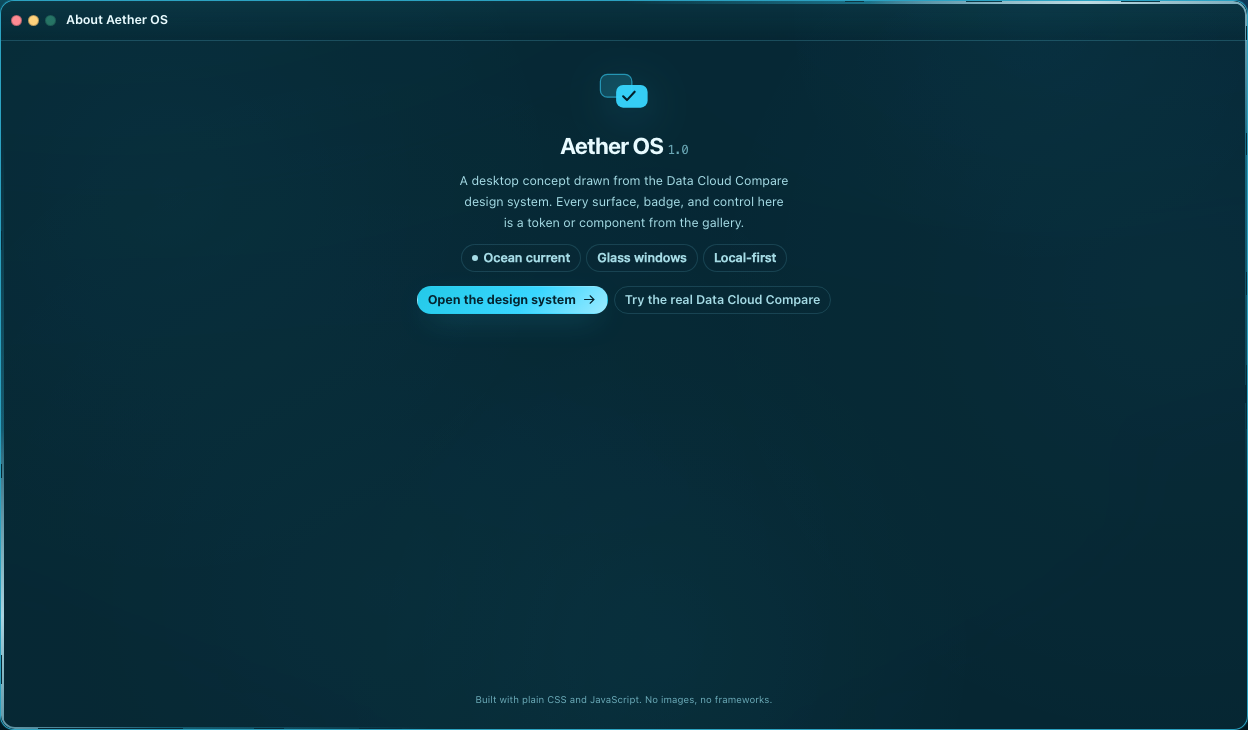 About Aether OS
Aether OS 1.0
A desktop concept drawn from the Data Cloud Compare
design system. Every surface, badge, and control here
is a token or component from the gallery.
Ocean current Glass windows Local-first
Open the design system → Try the real Data Cloud Compare
Built with plain CSS and JavaScript. No images, no frameworks.